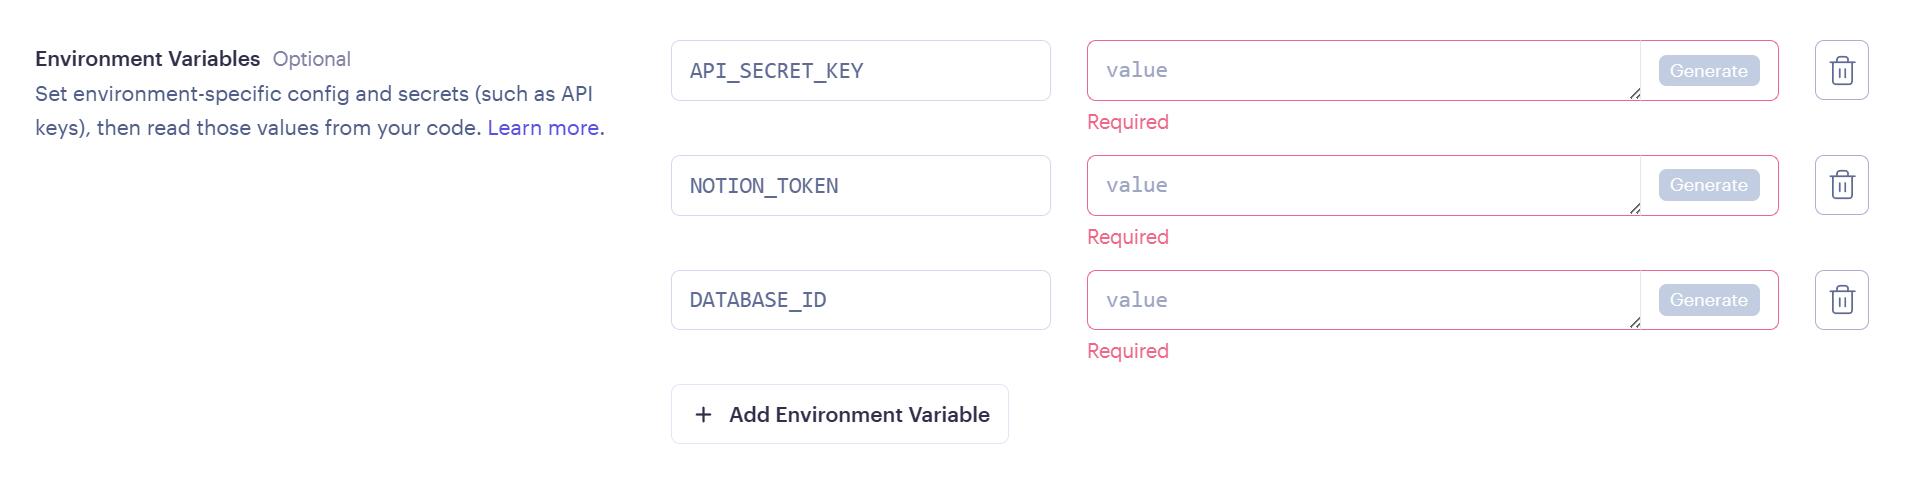 Environment Variables Optional
Set environment-specific config and secrets (such as API
keys), then read those values from your code. Learn more.
API_SECRET_KEY
value
Generate
Required
NOTION_TOKEN
value
Generate
Required
DATABASE_ID
value
Generate
Required
+ Add Environment Variable